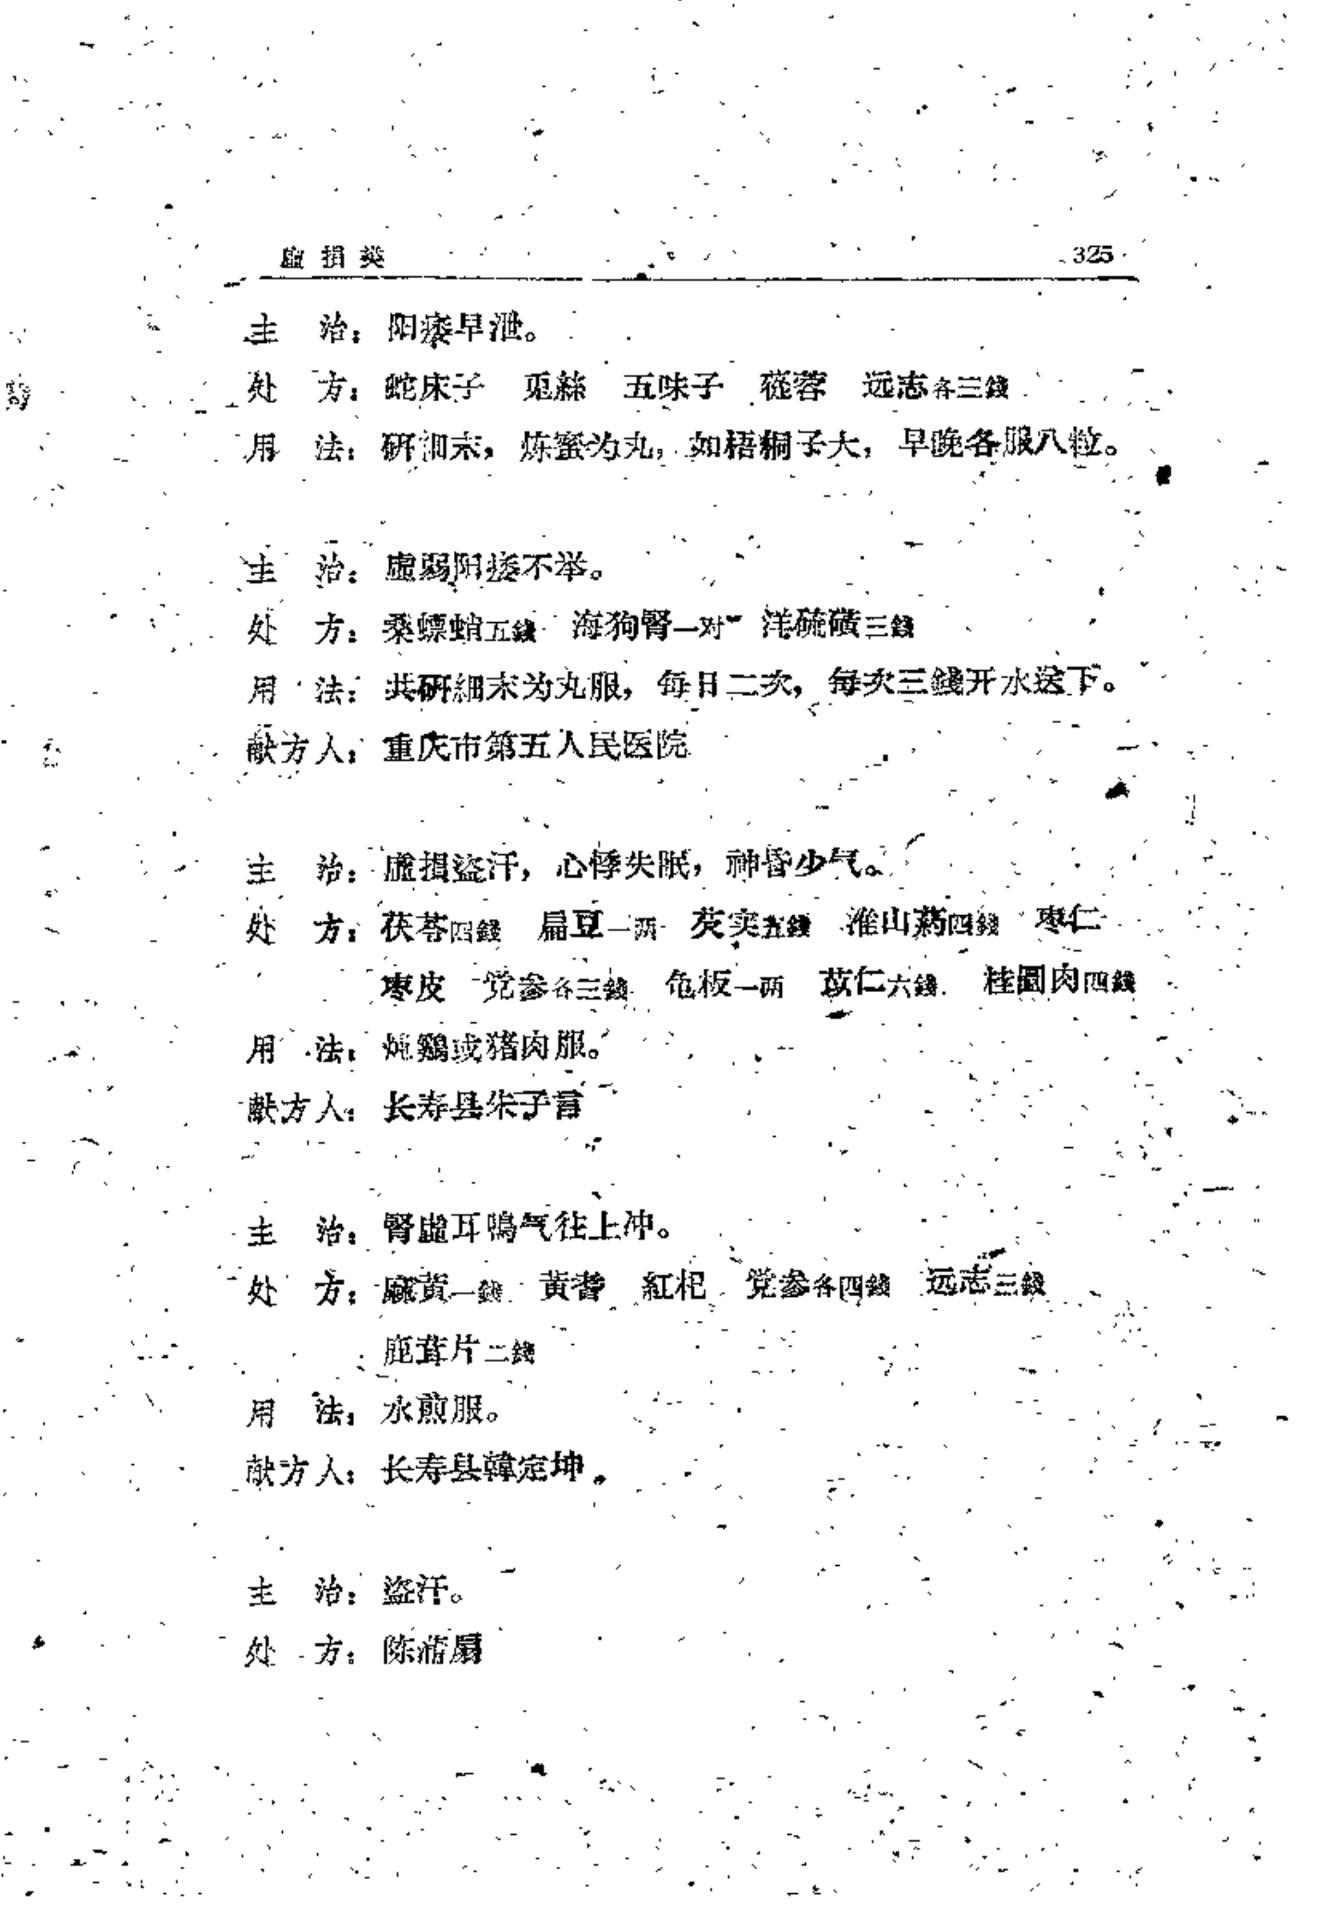 虛損类 325
主 治：阳痿早泄。
处 方：蛇床子 菟絲 五味子 蓯蓉 远志各三錢
用 法：研細末，炼蜜为丸，如梧桐子大，早晚各服八粒。
主 治：虛弱阳痿不举。
处 方：桑螵蛸五錢 海狗腎一对 洋硫磺三錢
用 法：共研細末为丸服，每日二次，每次三錢开水送下。
献方人：重庆市第五人民医院
主 治：虛損盜汗，心悸失眠，神昏少气。
处 方：茯苓四錢 扁豆一两 芡实五錢 淮山药四錢 枣仁
枣皮 党参各三錢 龟板一两 苡仁六錢 桂圓肉四錢
用 法：燉鷄或猪肉服。
献方人：长寿县朱子言
主 治：腎虛耳鳴气往上冲。
处 方：麻黄一錢 黄耆 紅杞 党参各四錢 远志三錢
鹿茸片二錢
用 法：水煎服。
献方人：长寿县韓定坤。
主 治：盜汗。
处 方：陈蒲扇